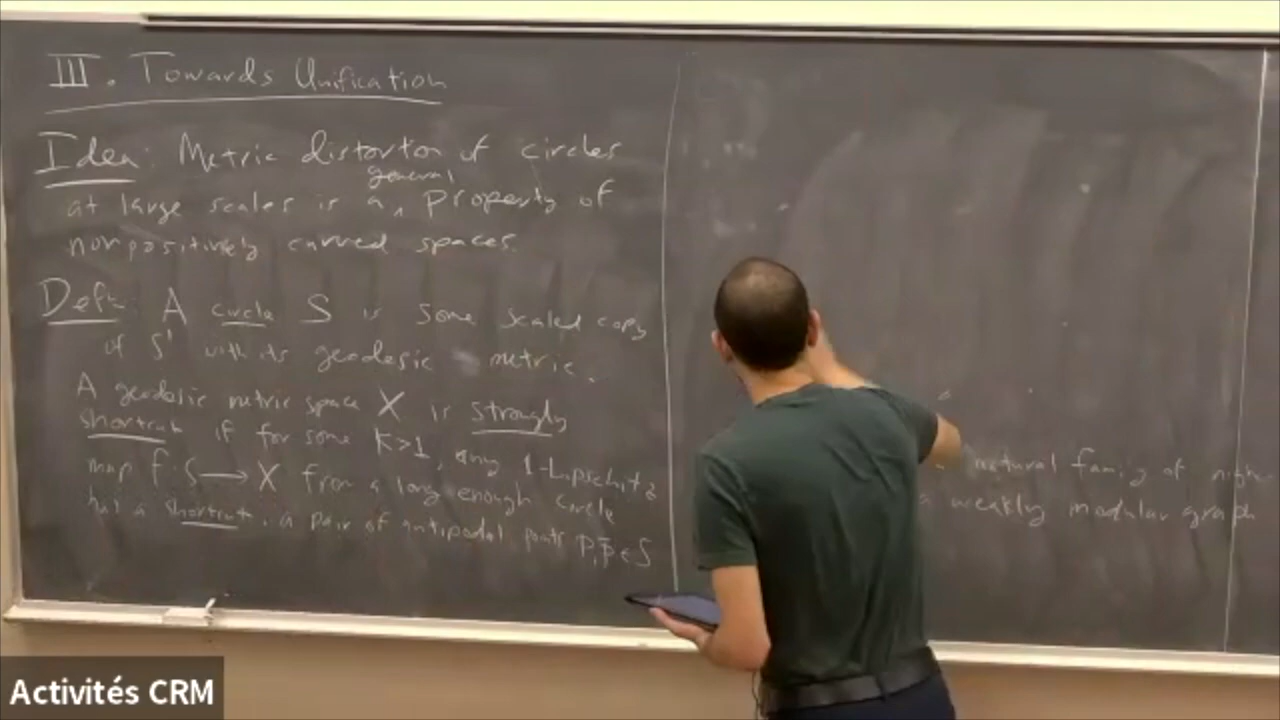 III. Towards Unification
Idea: Metric distortion of circles
general
at large scales is a ^ property of
nonpositively curved spaces.
Defn: A circle S is some scaled copy
of S¹ with its geodesic metric.
A geodesic metric space X is strongly
shortcut if for some K>1, any 1-Lipschitz
map f: S → X from a long enough circle
has a shortcut, a pair of antipodal points p, p̄ ∈ S
natural family of
weakly modular graph
Activités CRM